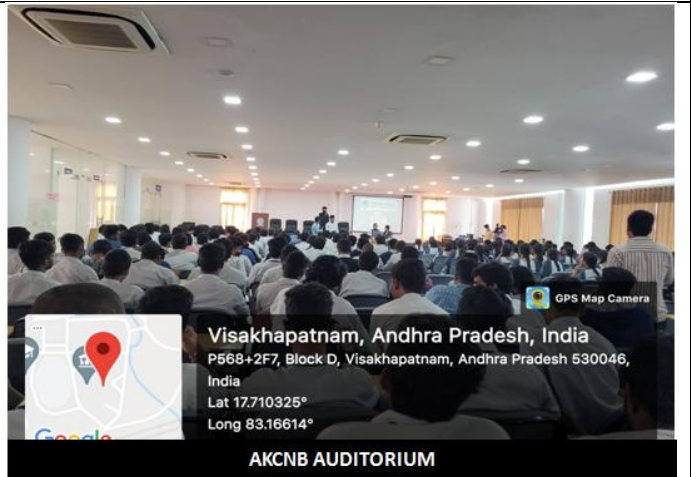 GPS Map Camera
Visakhapatnam, Andhra Pradesh, India
P568+2F7, Block D, Visakhapatnam, Andhra Pradesh 530046,
India
Lat 17.710325°
Long 83.16614°
Google
AKCNB AUDITORIUM